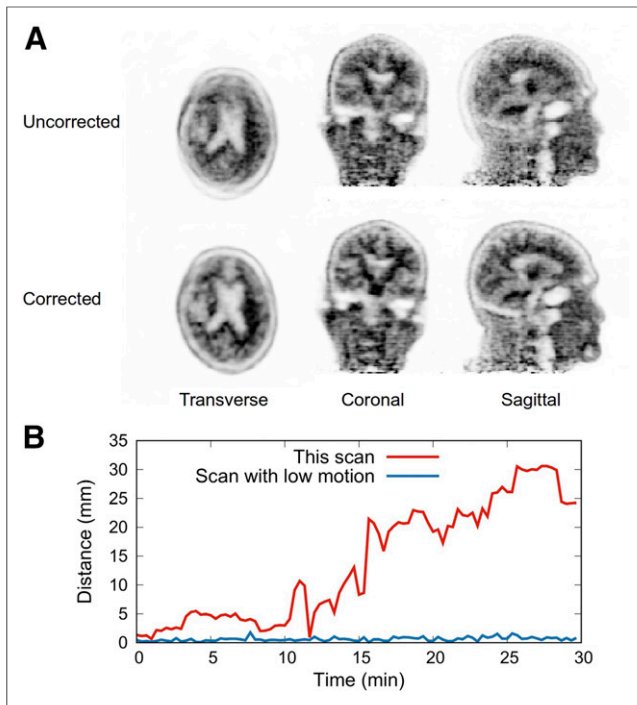 A
Uncorrected
Corrected
Transverse Coronal Sagittal
B
35
30
25
20
15
10
5
0
Distance (mm)
This scan
Scan with low motion
0 5 10 15 20 25 30
Time (min)